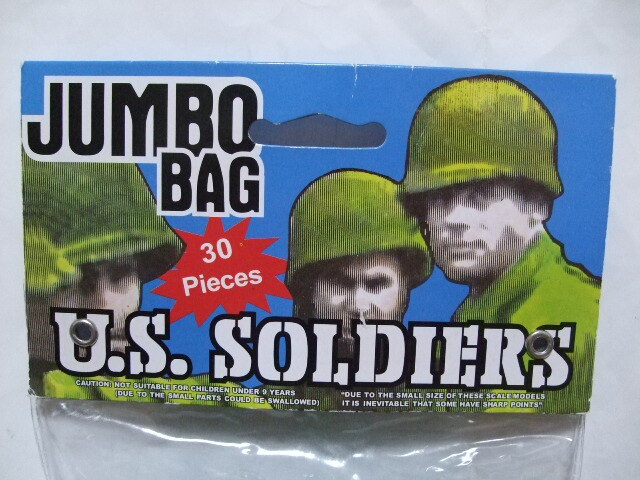 JUMBO
BAG
30
Pieces
U.S. SOLDIERS
CAUTION: NOT SUITABLE FOR CHILDREN UNDER 9 YEARS
(DUE TO THE SMALL PARTS COULD BE SWALLOWED)
"DUE TO THE SMALL SIZE OF THESE SCALE MODELS
IT IS INEVITABLE THAT SOME HAVE SHARP POINTS"